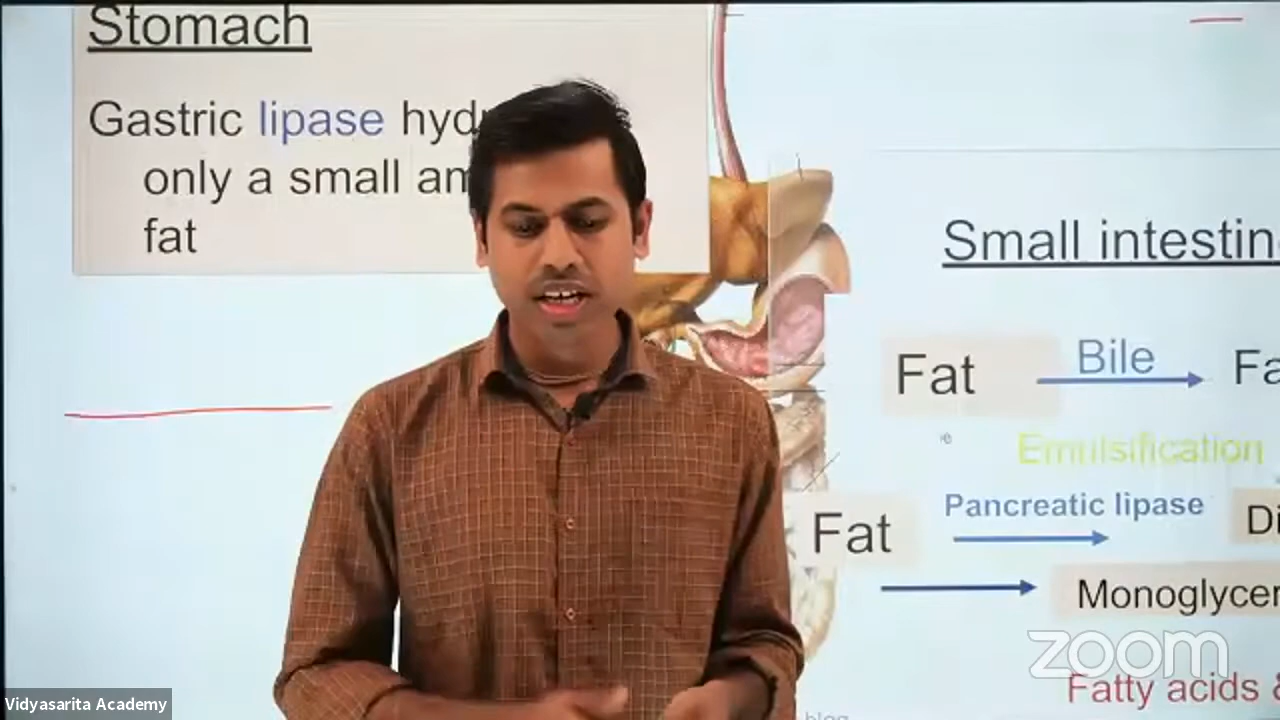 Stomach
Gastric lipase hyd
only a small am
fat
Small intestin
Fat
Bile
Fa
Emulsification
Pancreatic lipase
Fat
Di
Monoglycer
zoom
Fatty acids &
Vidyasarita Academy
blog